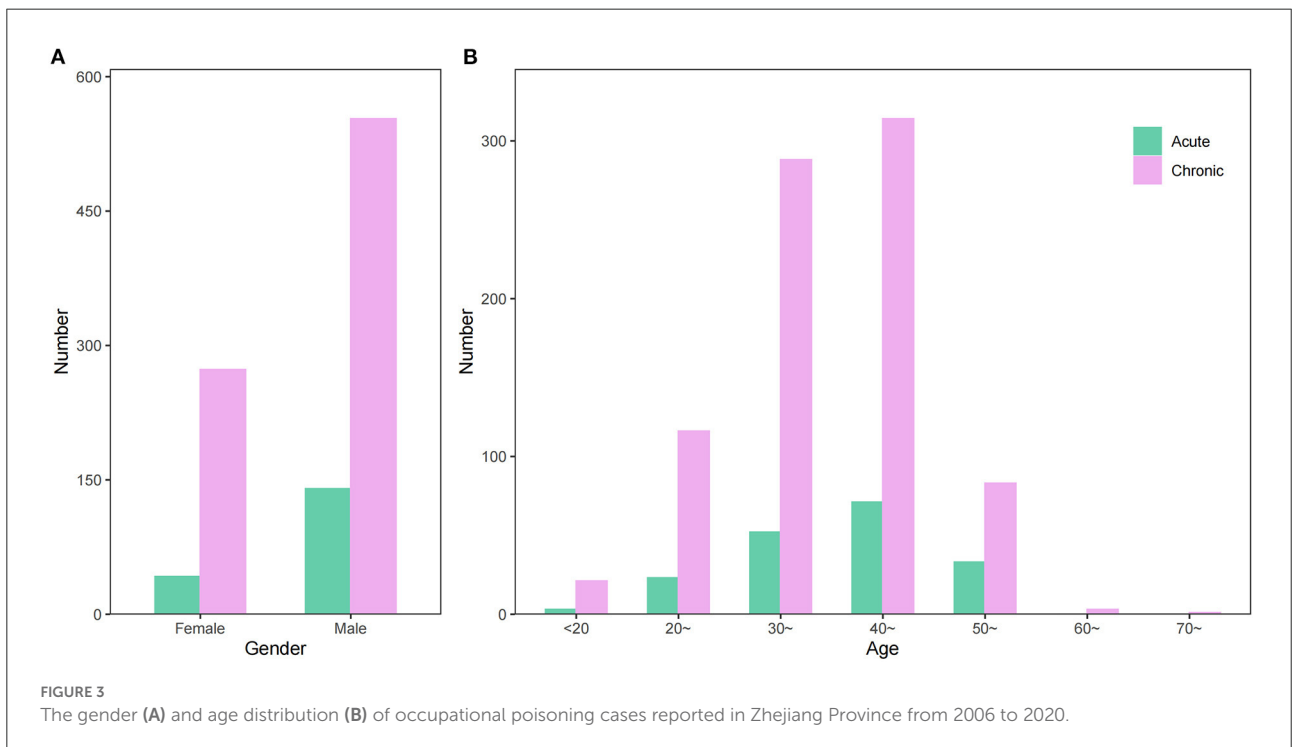 A
600
450
300
150
0
Number
Female Male
Gender
B
300
200
100
0
Number
Acute
Chronic
<20 20~ 30~ 40~ 50~ 60~ 70~
Age
FIGURE 3
The gender (A) and age distribution (B) of occupational poisoning cases reported in Zhejiang Province from 2006 to 2020.